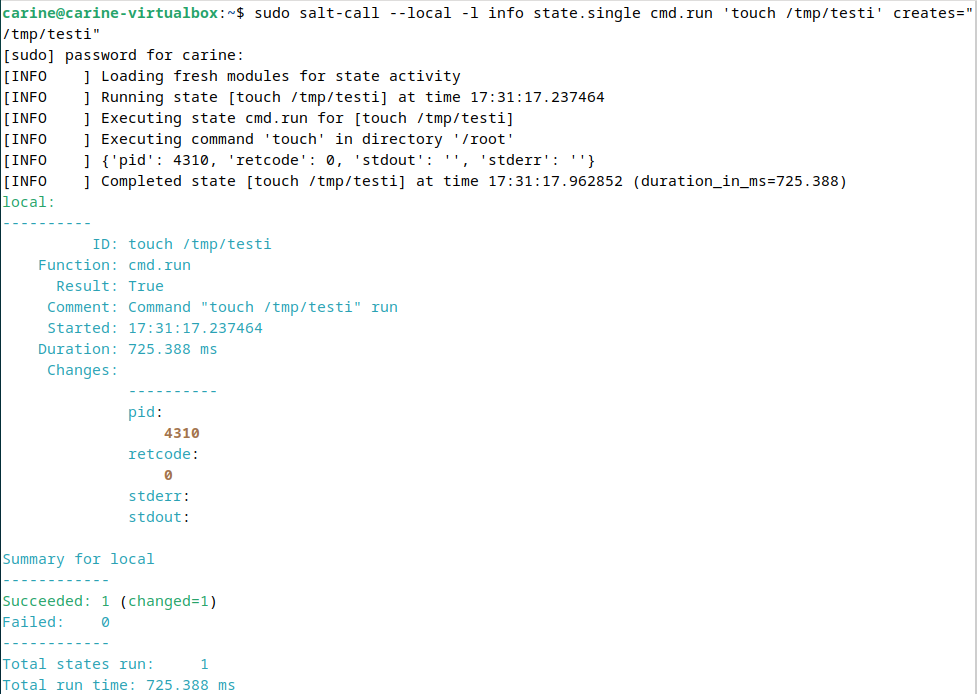 carine@carine-virtualbox:~$ sudo salt-call --local -l info state.single cmd.run 'touch /tmp/testi' creates="
/tmp/testi"
[sudo] password for carine:
[INFO    ] Loading fresh modules for state activity
[INFO    ] Running state [touch /tmp/testi] at time 17:31:17.237464
[INFO    ] Executing state cmd.run for [touch /tmp/testi]
[INFO    ] Executing command 'touch' in directory '/root'
[INFO    ] {'pid': 4310, 'retcode': 0, 'stdout': '', 'stderr': ''}
[INFO    ] Completed state [touch /tmp/testi] at time 17:31:17.962852 (duration_in_ms=725.388)
local:
----------
          ID: touch /tmp/testi
    Function: cmd.run
      Result: True
     Comment: Command "touch /tmp/testi" run
     Started: 17:31:17.237464
    Duration: 725.388 ms
     Changes:
              ----------
              pid:
                  4310
              retcode:
                  0
              stderr:
              stdout:

Summary for local
------------
Succeeded: 1 (changed=1)
Failed:    0
------------
Total states run:     1
Total run time: 725.388 ms